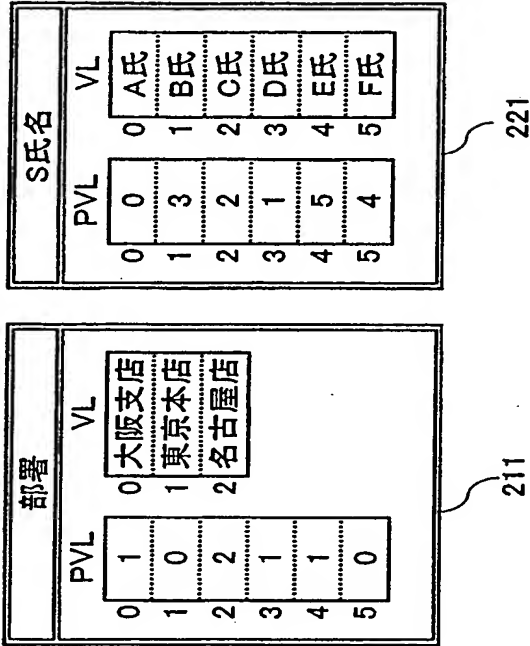 部署
PVL VL
0 1 0 大阪支店
1 0 1 東京本店
2 2 2 名古屋店
3 1
4 1
5 0
211
S氏名
PVL VL
0 0 0 A氏
1 3 1 B氏
2 2 2 C氏
3 1 3 D氏
4 5 4 E氏
5 4 5 F氏
221